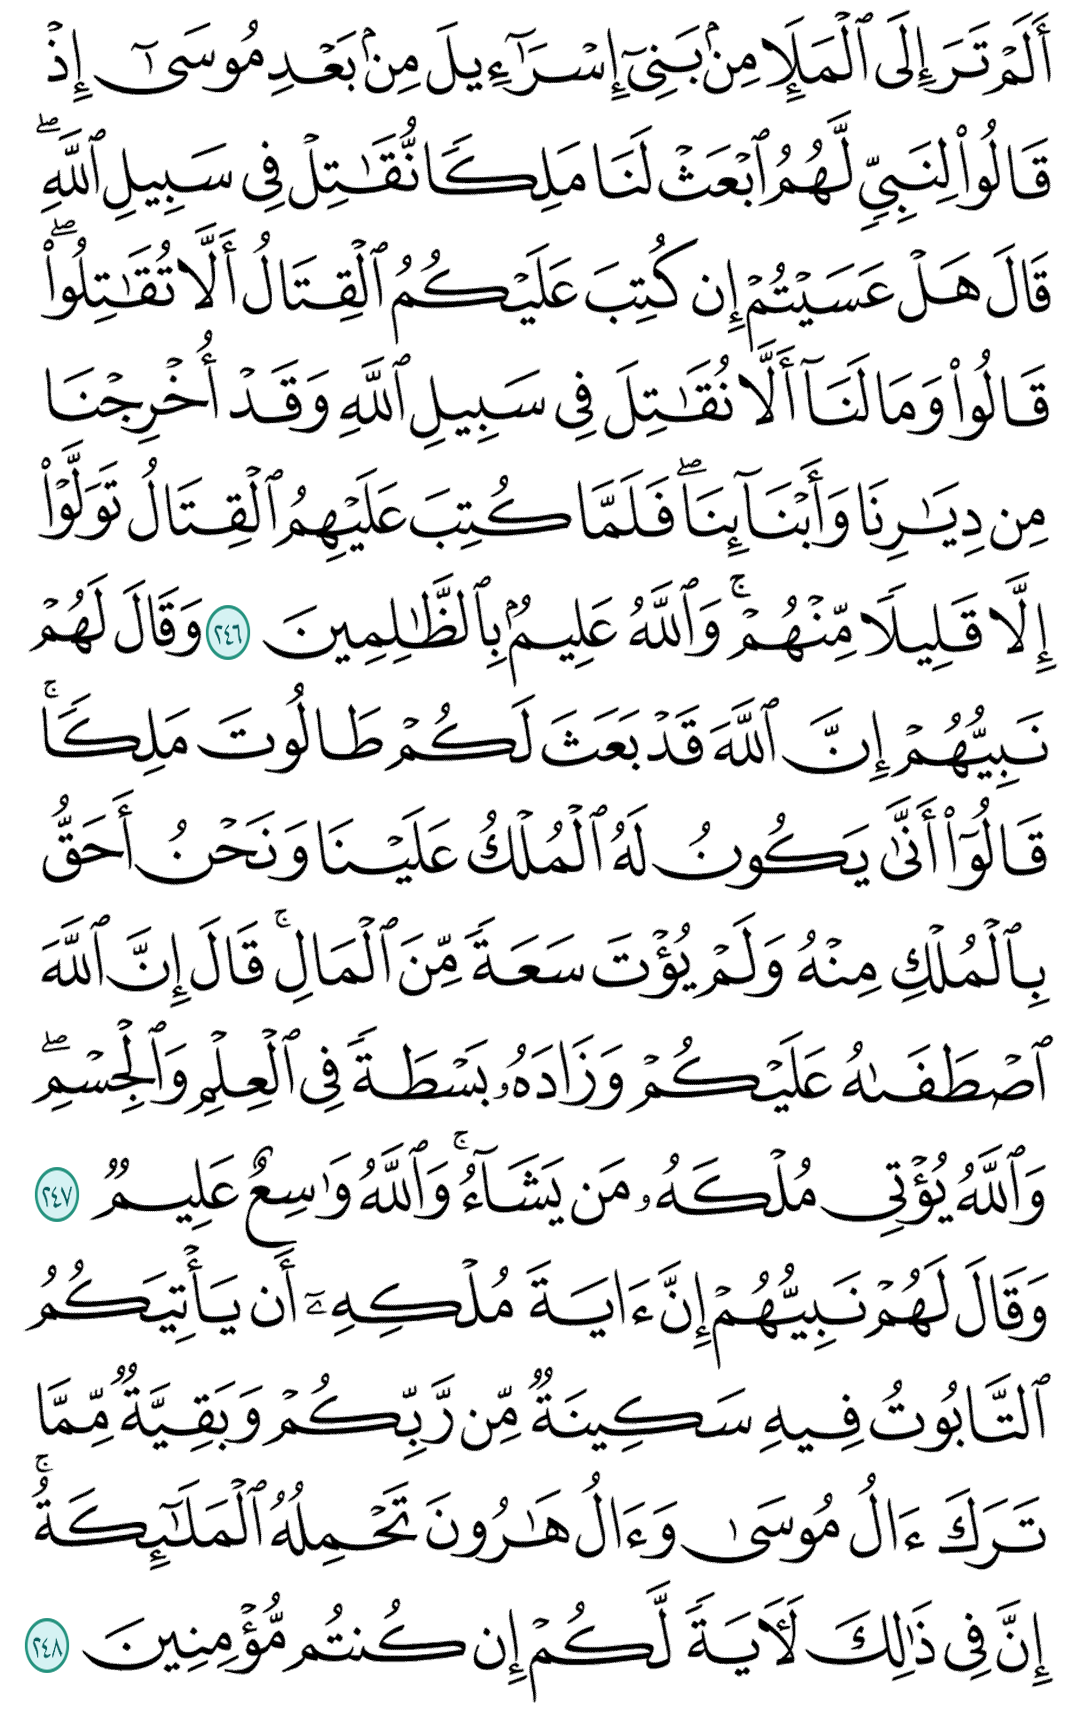 أَلَمۡ تَرَ إِلَى ٱلۡمَلَإِ مِنۢ بَنِيٓ إِسۡرَـٰٓءِيلَ مِنۢ بَعۡدِ مُوسَىٰٓ إِذۡ
قَالُواْ لِنَبِيّٖ لَّهُمُ ٱبۡعَثۡ لَنَا مَلِكٗا نُّقَٰتِلۡ فِي سَبِيلِ ٱللَّهِۖ
قَالَ هَلۡ عَسَيۡتُمۡ إِن كُتِبَ عَلَيۡكُمُ ٱلۡقِتَالُ أَلَّا تُقَٰتِلُواْۖ
قَالُواْ وَمَا لَنَآ أَلَّا نُقَٰتِلَ فِي سَبِيلِ ٱللَّهِ وَقَدۡ أُخۡرِجۡنَا
مِن دِيَٰرِنَا وَأَبۡنَآئِنَاۖ فَلَمَّا كُتِبَ عَلَيۡهِمُ ٱلۡقِتَالُ تَوَلَّوۡاْ
إِلَّا قَلِيلٗا مِّنۡهُمۡۚ وَٱللَّهُ عَلِيمُۢ بِٱلظَّٰلِمِينَ ٢٤٦ وَقَالَ لَهُمۡ
نَبِيُّهُمۡ إِنَّ ٱللَّهَ قَدۡ بَعَثَ لَكُمۡ طَالُوتَ مَلِكٗاۚ
قَالُوٓاْ أَنَّىٰ يَكُونُ لَهُ ٱلۡمُلۡكُ عَلَيۡنَا وَنَحۡنُ أَحَقُّ
بِٱلۡمُلۡكِ مِنۡهُ وَلَمۡ يُؤۡتَ سَعَةٗ مِّنَ ٱلۡمَالِۚ قَالَ إِنَّ ٱللَّهَ
ٱصۡطَفَىٰهُ عَلَيۡكُمۡ وَزَادَهُۥ بَسۡطَةٗ فِي ٱلۡعِلۡمِ وَٱلۡجِسۡمِۖ
وَٱللَّهُ يُؤۡتِي مُلۡكَهُۥ مَن يَشَآءُۚ وَٱللَّهُ وَٰسِعٌ عَلِيمٞ ٢٤٧
وَقَالَ لَهُمۡ نَبِيُّهُمۡ إِنَّ ءَايَةَ مُلۡكِهِۦٓ أَن يَأۡتِيَكُمُ
ٱلتَّابُوتُ فِيهِ سَكِينَةٞ مِّن رَّبِّكُمۡ وَبَقِيَّةٞ مِّمَّا
تَرَكَ ءَالُ مُوسَىٰ وَءَالُ هَٰرُونَ تَحۡمِلُهُ ٱلۡمَلَـٰٓئِكَةُۚ
إِنَّ فِي ذَٰلِكَ لَأٓيَةٗ لَّكُمۡ إِن كُنتُم مُّؤۡمِنِينَ ٢٤٨